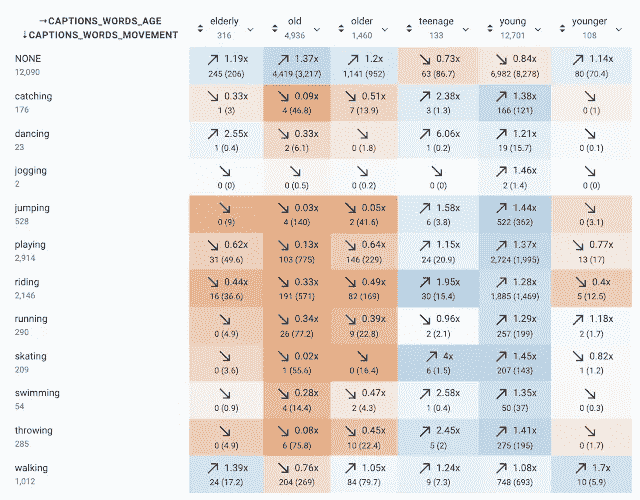 →CAPTIONS_WORDS_AGE elderly old older teenage young younger
↓CAPTIONS_WORDS_MOVEMENT 316 4,936 1,460 133 12,701 108
NONE ↗ 1.19x ↗ 1.37x ↗ 1.2x ↘ 0.73x ↘ 0.84x ↗ 1.14x
12,090 245 (206) 4,419 (3,217) 1,141 (952) 63 (86.7) 6,982 (8,278) 80 (70.4)
catching ↘ 0.33x ↘ 0.09x ↘ 0.51x ↗ 2.38x ↗ 1.38x ↘
176 1 (3) 4 (46.8) 7 (13.9) 3 (1.3) 166 (121) 0 (1)
dancing ↗ 2.55x ↘ 0.33x ↘ ↗ 6.06x ↗ 1.21x ↘
23 1 (0.4) 2 (6.1) 0 (1.8) 1 (0.2) 19 (15.7) 0 (0.1)
jogging ↘ ↘ ↘ ↘ ↗ 1.46x ↘
2 0 (0) 0 (0.5) 0 (0.2) 0 (0) 2 (1.4) 0 (0)
jumping ↘ ↘ 0.03x ↘ 0.05x ↗ 1.58x ↗ 1.44x ↘
528 0 (9) 4 (140) 2 (41.6) 6 (3.8) 522 (362) 0 (3.1)
playing ↘ 0.62x ↘ 0.13x ↘ 0.64x ↗ 1.15x ↗ 1.37x ↘ 0.77x
2,914 31 (49.6) 103 (775) 146 (229) 24 (20.9) 2,724 (1,995) 13 (17)
riding ↘ 0.44x ↘ 0.33x ↘ 0.49x ↗ 1.95x ↗ 1.28x ↘ 0.4x
2,146 16 (36.6) 191 (571) 82 (169) 30 (15.4) 1,885 (1,469) 5 (12.5)
running ↘ ↘ 0.34x ↘ 0.39x ↘ 0.96x ↗ 1.29x ↗ 1.18x
290 0 (4.9) 26 (77.2) 9 (22.8) 2 (2.1) 257 (199) 2 (1.7)
skating ↘ ↘ 0.02x ↘ ↗ 4x ↗ 1.45x ↘ 0.82x
209 0 (3.6) 1 (55.6) 0 (16.4) 6 (1.5) 207 (143) 1 (1.2)
swimming ↘ ↘ 0.28x ↘ 0.47x ↗ 2.58x ↗ 1.35x ↘
54 0 (0.9) 4 (14.4) 2 (4.3) 1 (0.4) 50 (37) 0 (0.3)
throwing ↘ ↘ 0.08x ↘ 0.45x ↗ 2.45x ↗ 1.41x ↘
285 0 (4.9) 6 (75.8) 10 (22.4) 5 (2) 275 (195) 0 (1.7)
walking ↗ 1.39x ↘ 0.76x ↗ 1.05x ↗ 1.24x ↗ 1.08x ↗ 1.7x
1,012 24 (17.2) 204 (269) 84 (79.7) 9 (7.3) 748 (693) 10 (5.9)